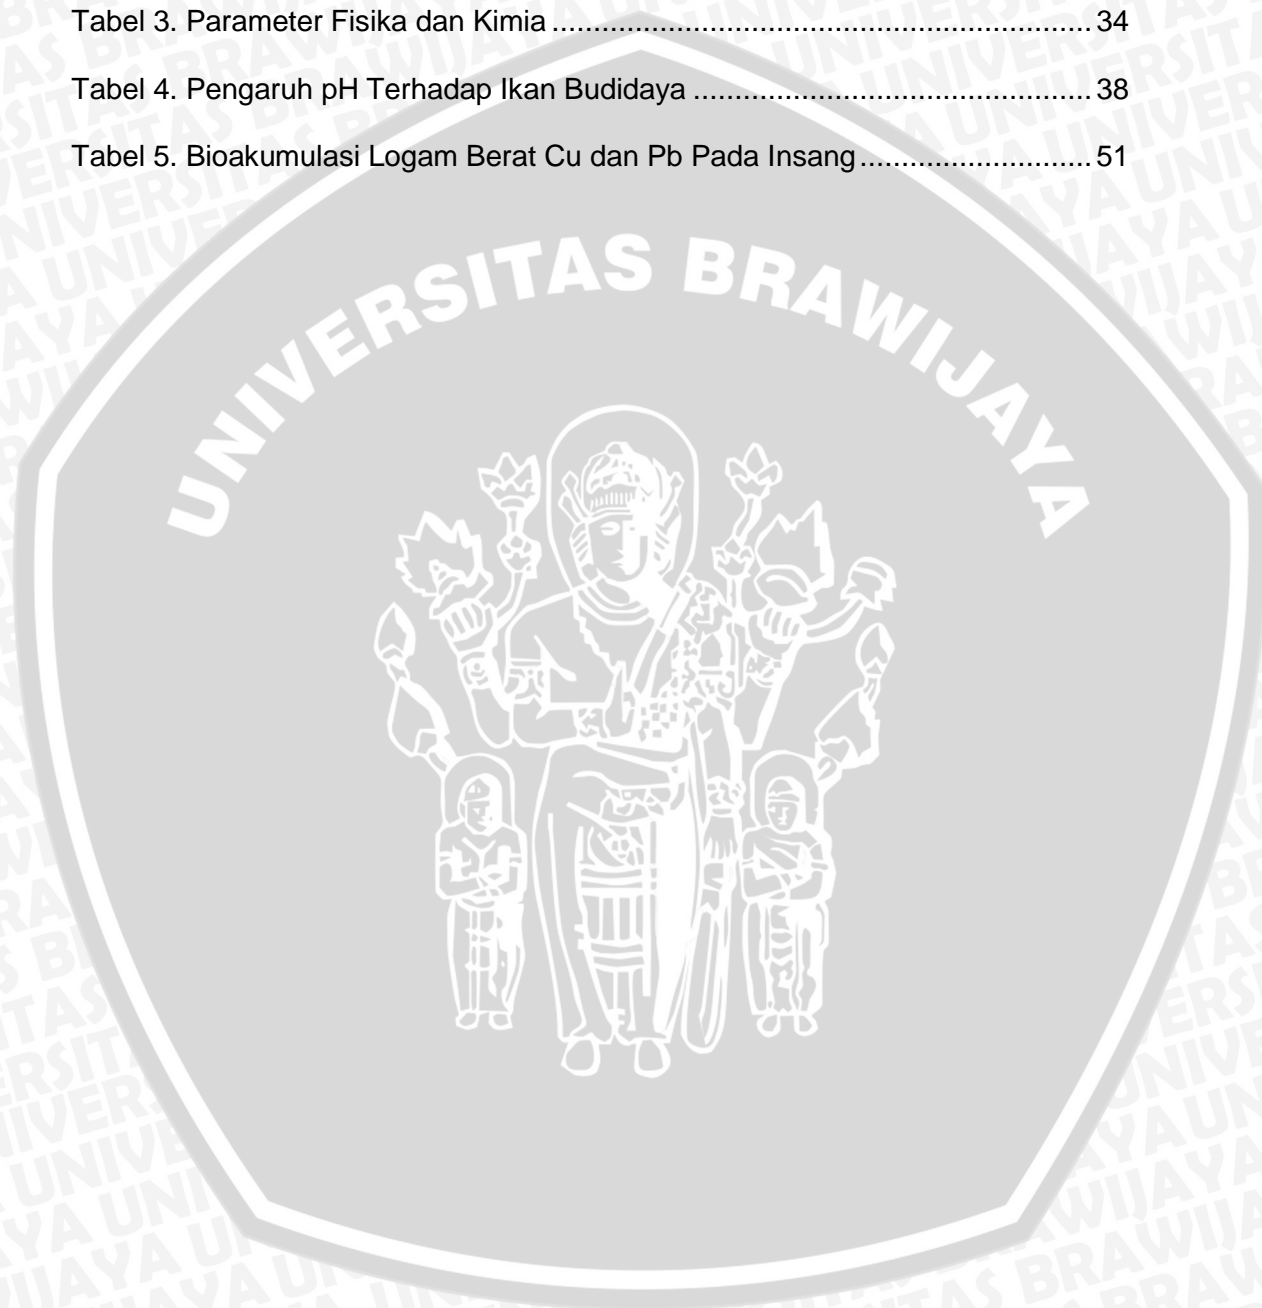 Tabel 3. Parameter Fisika dan Kimia ................................................................. 34
Tabel 4. Pengaruh pH Terhadap Ikan Budidaya ................................................ 38
Tabel 5. Bioakumulasi Logam Berat Cu dan Pb Pada Insang ............................ 51
UNIVERSITAS BRAWIJAYA